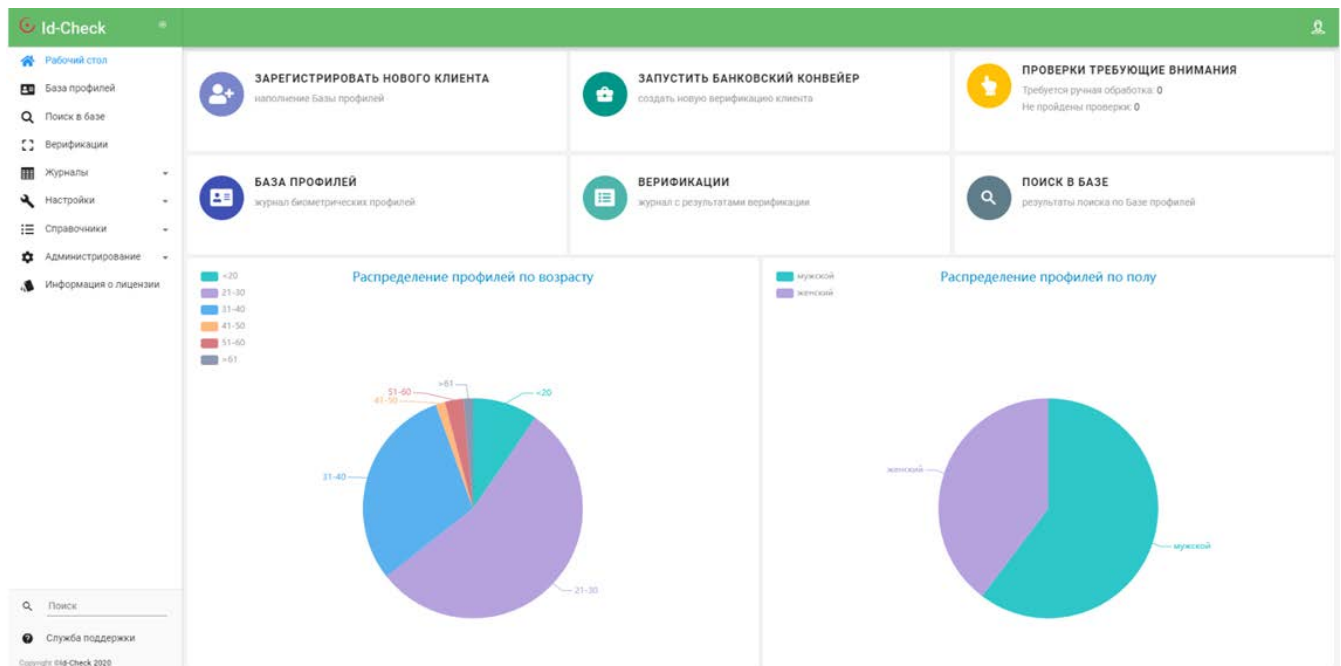 Id-Check
Рабочий стол
База профилей
Поиск в базе
Верификации
Журналы
Настройки
Справочники
Администрирование
Информация о лицензии
Поиск
Служба поддержки
Copyright ©Id-Check 2020
ЗАРЕГИСТРИРОВАТЬ НОВОГО КЛИЕНТА
наполнение Базы профилей
ЗАПУСТИТЬ БАНКОВСКИЙ КОНВЕЙЕР
создать новую верификацию клиента
ПРОВЕРКИ ТРЕБУЮЩИЕ ВНИМАНИЯ
Требуется ручная обработка: 0
Не пройдены проверки: 0
БАЗА ПРОФИЛЕЙ
журнал биометрических профилей
ВЕРИФИКАЦИИ
журнал с результатами верификации
ПОИСК В БАЗЕ
результаты поиска по Базе профилей
Распределение профилей по возрасту
<20
21-30
31-40
41-50
51-60
>61
>61
51-60
41-50
<20
31-40
21-30
Распределение профилей по полу
мужской
женский
женский
мужской